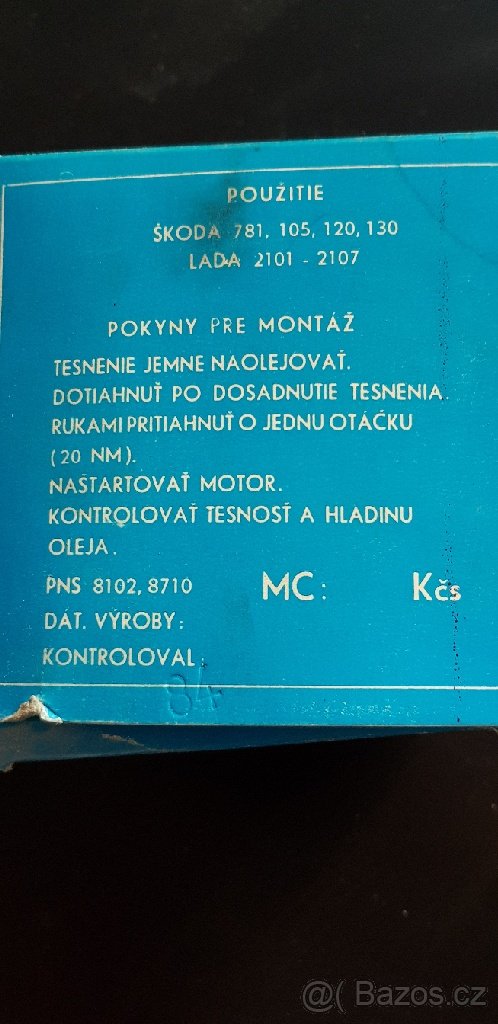 POUŽITIE
ŠKODA 781, 105, 120, 130
LADA 2101 - 2107
POKYNY PRE MONTÁŽ
TESNENIE JEMNE NAOLEJOVAŤ.
DOTIAHNUŤ PO DOSADNUTIE TESNENIA.
RUKAMI PRITIAHNUŤ O JEDNU OTÁČKU
(20 NM).
NAŠTARTOVAŤ MOTOR.
KONTROLOVAŤ TESNOSŤ A HLADINU
OLEJA.
PNS 8102, 8710 MC: Kčs
DÁT. VÝROBY:
KONTROLOVAL:
84
@( Bazos.cz